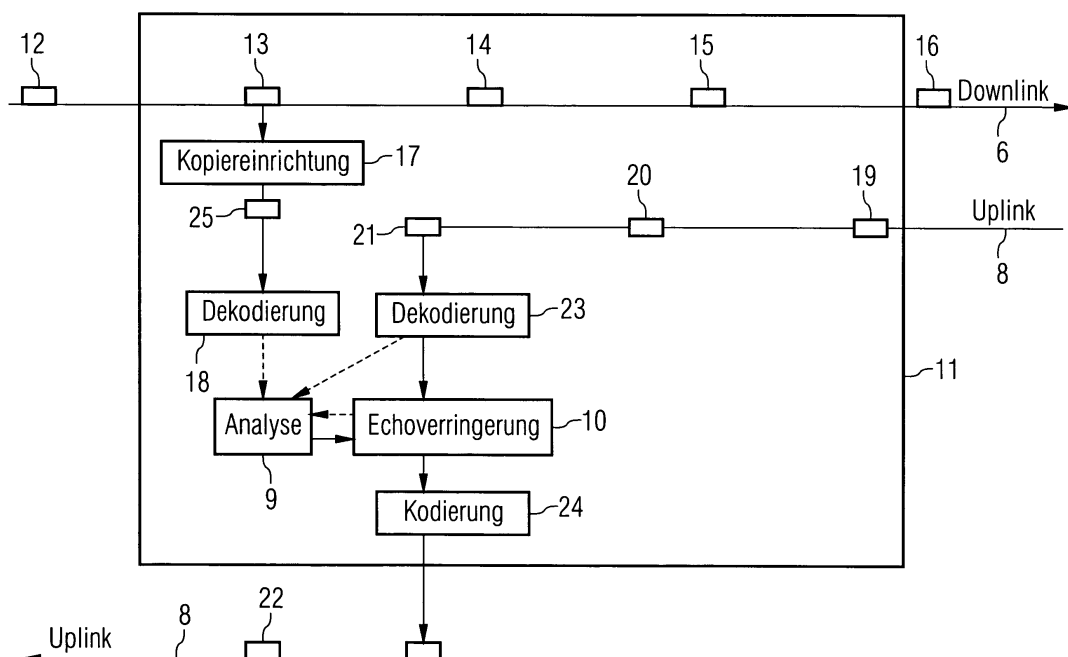 12
13
14
15
16
Downlink
6
Kopiereinrichtung
17
25
21
20
19
Uplink
8
Dekodierung
18
Dekodierung
23
11
Analyse
9
Echoverringerung
10
Kodierung
24
Uplink
8
22